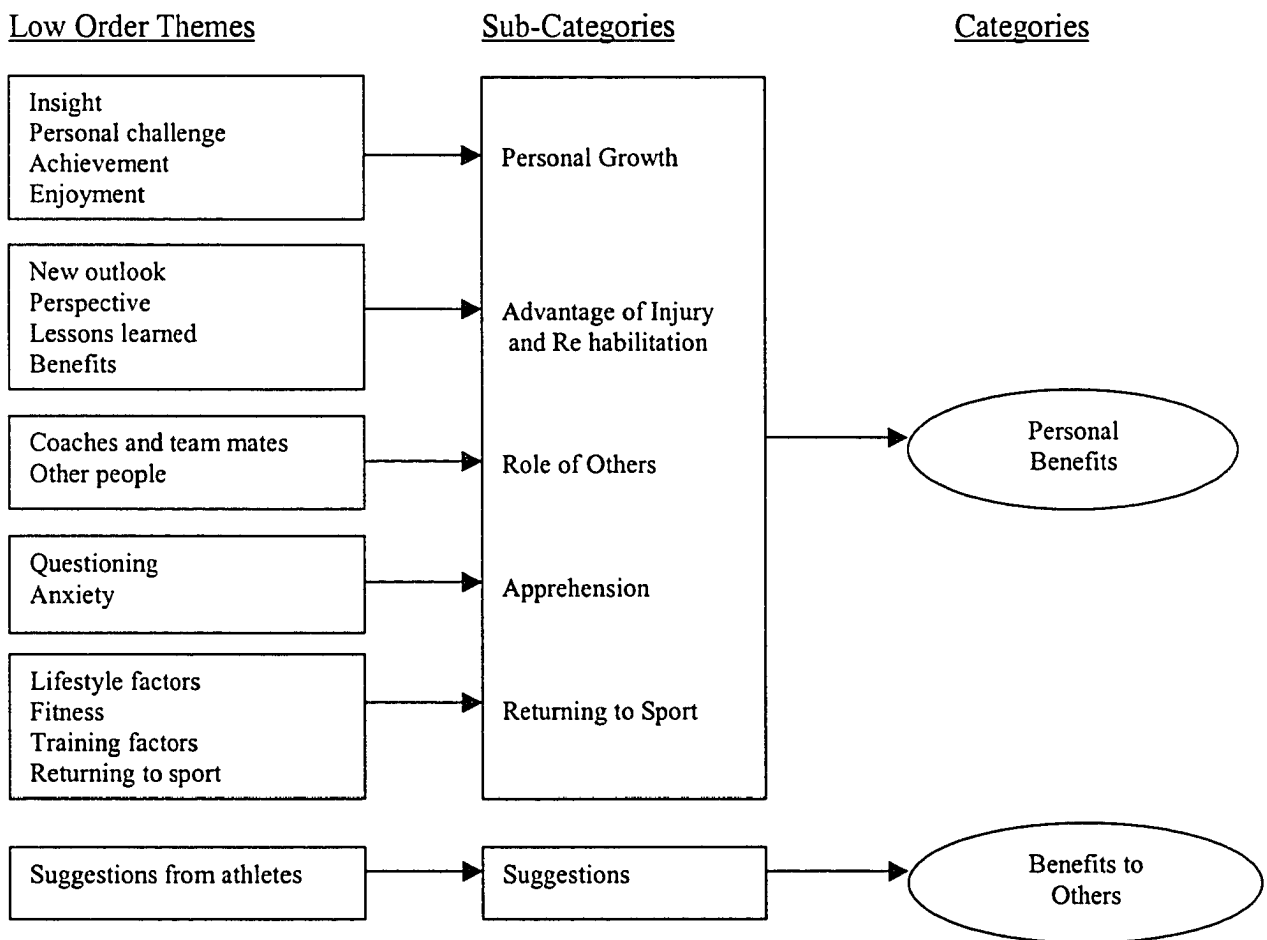 Low Order Themes
Sub-Categories
Categories
Insight
Personal challenge
Achievement
Enjoyment
Personal Growth
New outlook
Perspective
Lessons learned
Benefits
Advantage of Injury
and Re habilitation
Coaches and team mates
Other people
Role of Others
Personal
Benefits
Questioning
Anxiety
Apprehension
Lifestyle factors
Fitness
Training factors
Returning to sport
Returning to Sport
Suggestions from athletes
Suggestions
Benefits to
Others